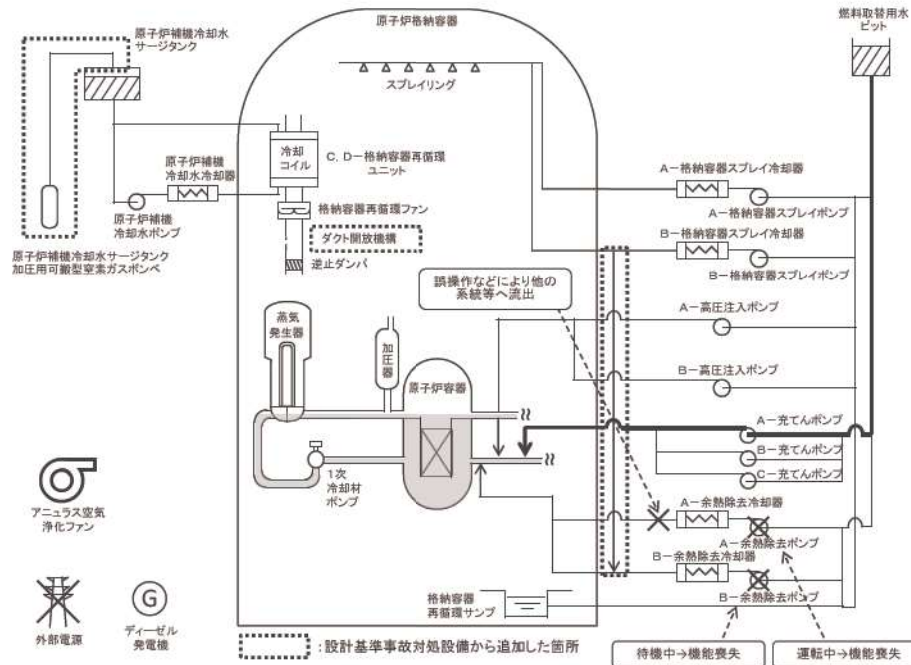 原子炉格納容器
燃料取替用水
ピット
原子炉補機冷却水
サージタンク
スプレイリング
冷却
コイル
C，D－格納容器再循環
ユニット
原子炉補機
冷却水冷却器
A－格納容器スプレイ冷却器
格納容器再循環ファン
A－格納容器スプレイポンプ
原子炉補機
冷却水ポンプ
ダクト開放機構
B－格納容器スプレイ冷却器
原子炉補機冷却水サージタンク
加圧用可搬型窒素ガスボンベ
逆止ダンパ
B－格納容器スプレイポンプ
誤操作などにより他の
系統等へ流出
A－高圧注入ポンプ
蒸気
発生器
加圧器
原子炉容器
B－高圧注入ポンプ
A－充てんポンプ
B－充てんポンプ
C－充てんポンプ
1次
冷却材
ポンプ
アニュラス空気
浄化ファン
A－余熱除去冷却器
A－余熱除去ポンプ
B－余熱除去冷却器
B－余熱除去ポンプ
格納容器
再循環サンプ
G
外部電源
ディーゼル
発電機
：設計基準事故対処設備から追加した箇所
待機中→機能喪失
運転中→機能喪失